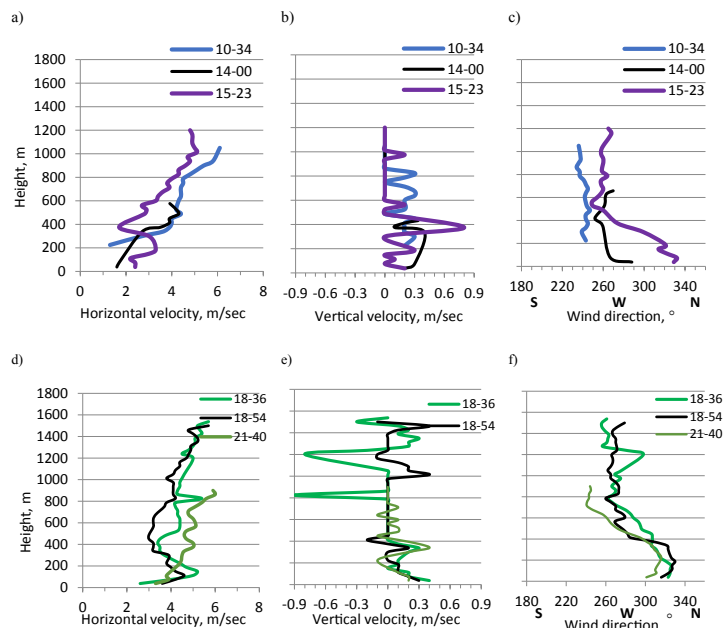 a)
b)
c)
10-34
14-00
15-23
10-34
14-00
15-23
10-34
14-00
15-23
Height, m
1800
1600
1400
1200
1000
800
600
400
200
0
0 2 4 6 8
Horizontal velocity, m/sec
-0.9 -0.6 -0.3 0 0.3 0.6 0.9
Vertical velocity, m/sec
180 220 260 300 340
S W N
Wind direction, °
d)
e)
f)
18-36
18-54
21-40
18-36
18-54
18-36
18-54
21-40
Height, m
1800
1600
1400
1200
1000
800
600
400
200
0
0 2 4 6 8
Horizontal velocity, m/sec
-0.9 -0.6 -0.3 0 0.3 0.6 0.9
Vertical velocity, m/sec
180 220 260 300 340
S W N
Wind direction,